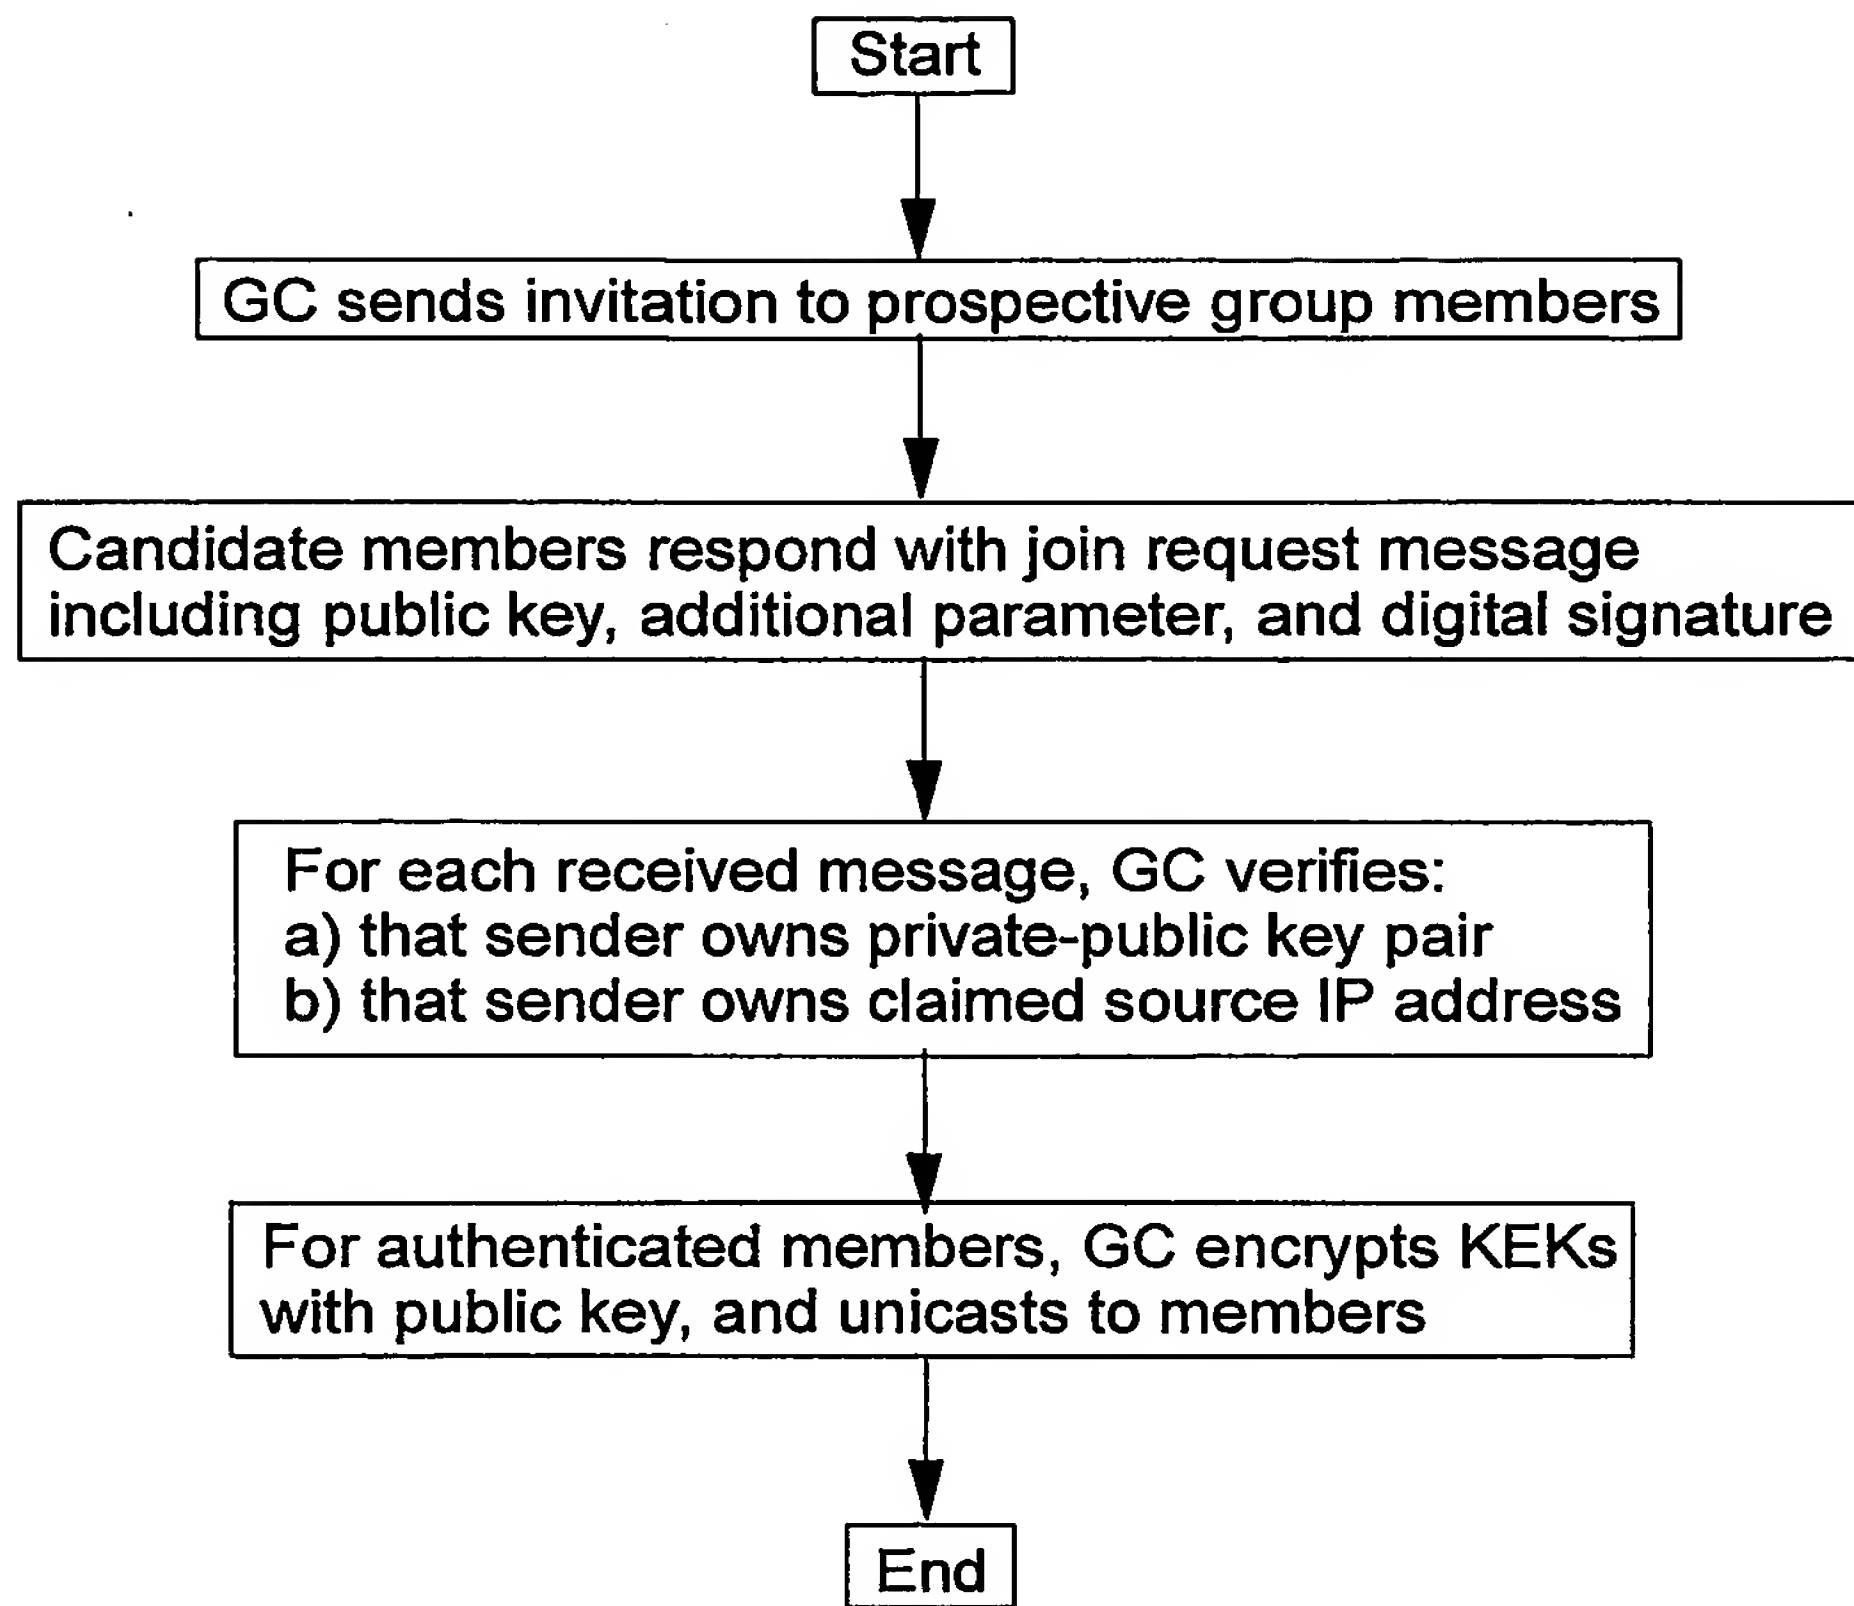 Start
GC sends invitation to prospective group members
Candidate members respond with join request message
including public key, additional parameter, and digital signature
For each received message, GC verifies:
a) that sender owns private-public key pair
b) that sender owns claimed source IP address
For authenticated members, GC encrypts KEKs
with public key, and unicasts to members
End